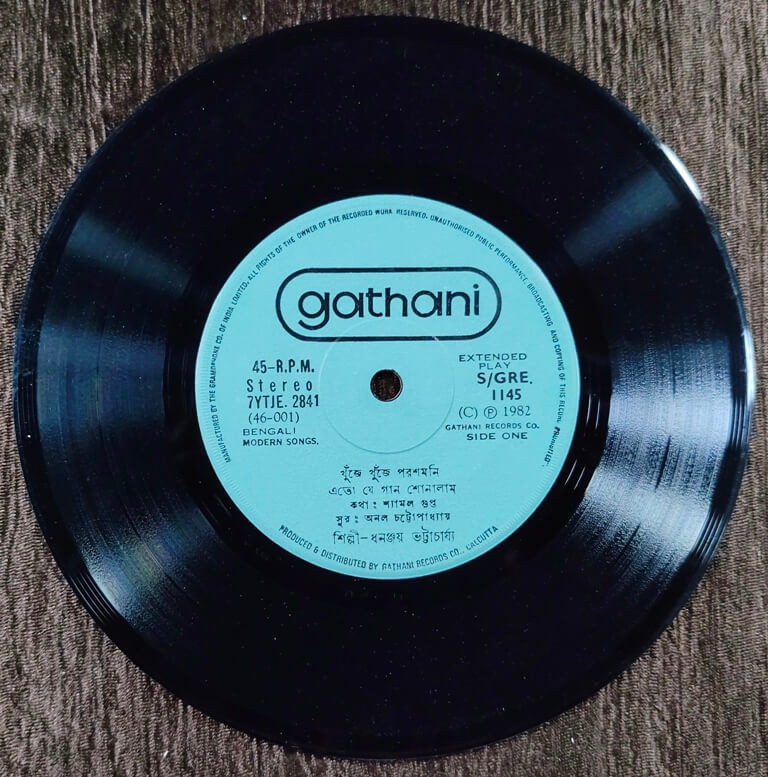 MANUFACTURED BY THE GRAMOPHONE CO. OF INDIA LIMITED. ALL RIGHTS OF THE OWNER OF THE RECORDED WORK RESERVED. UNAUTHORISED PUBLIC PERFORMANCE, BROADCASTING AND COPYING OF THIS RECORD PROHIBITED.
gathani
45-R.P.M.
Stereo
7YTJE. 2841
(46-001)
BENGALI
MODERN SONGS.
EXTENDED
PLAY
S/GRE.
1145
(C) Ⓟ 1982
GATHANI RECORDS Co.
SIDE ONE
খুঁজে খুঁজে পরশমনি
এতো যে গান শোনালাম
কথা : শ্যামল গুপ্ত
সুর : অনল চট্টোপাধ্যায়
শিল্পী-ধনঞ্জয় ভট্টাচার্য্য
PRODUCED & DISTRIBUTED BY GATHANI RECORDS CO., CALCUTTA